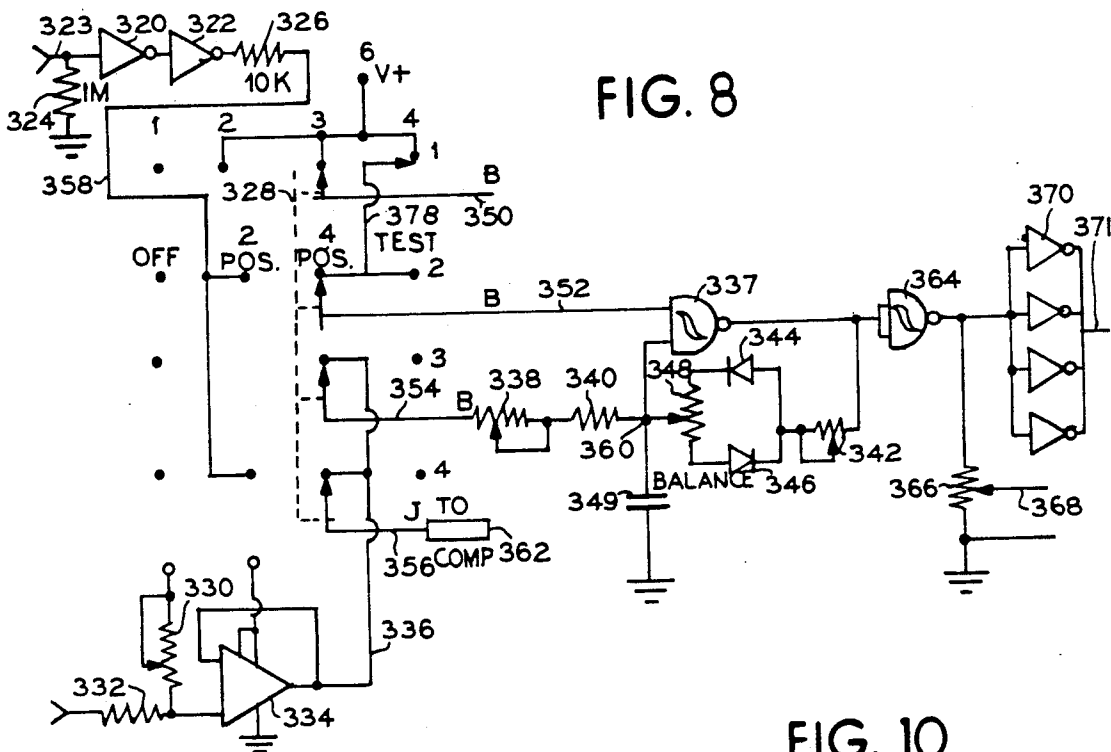 323 320 322 326
6
V+
FIG. 8
10K
1M
324
1 2 3 4
1
358
328
B
350
378
TEST
370
371
OFF
2
POS.
4
POS.
2
B
352
337
364
344
348
3
354
B
338
340
360
342
BALANCE
346
366
368
349
4
J TO
COMP
356
362
330
336
332
334
FIG. 10